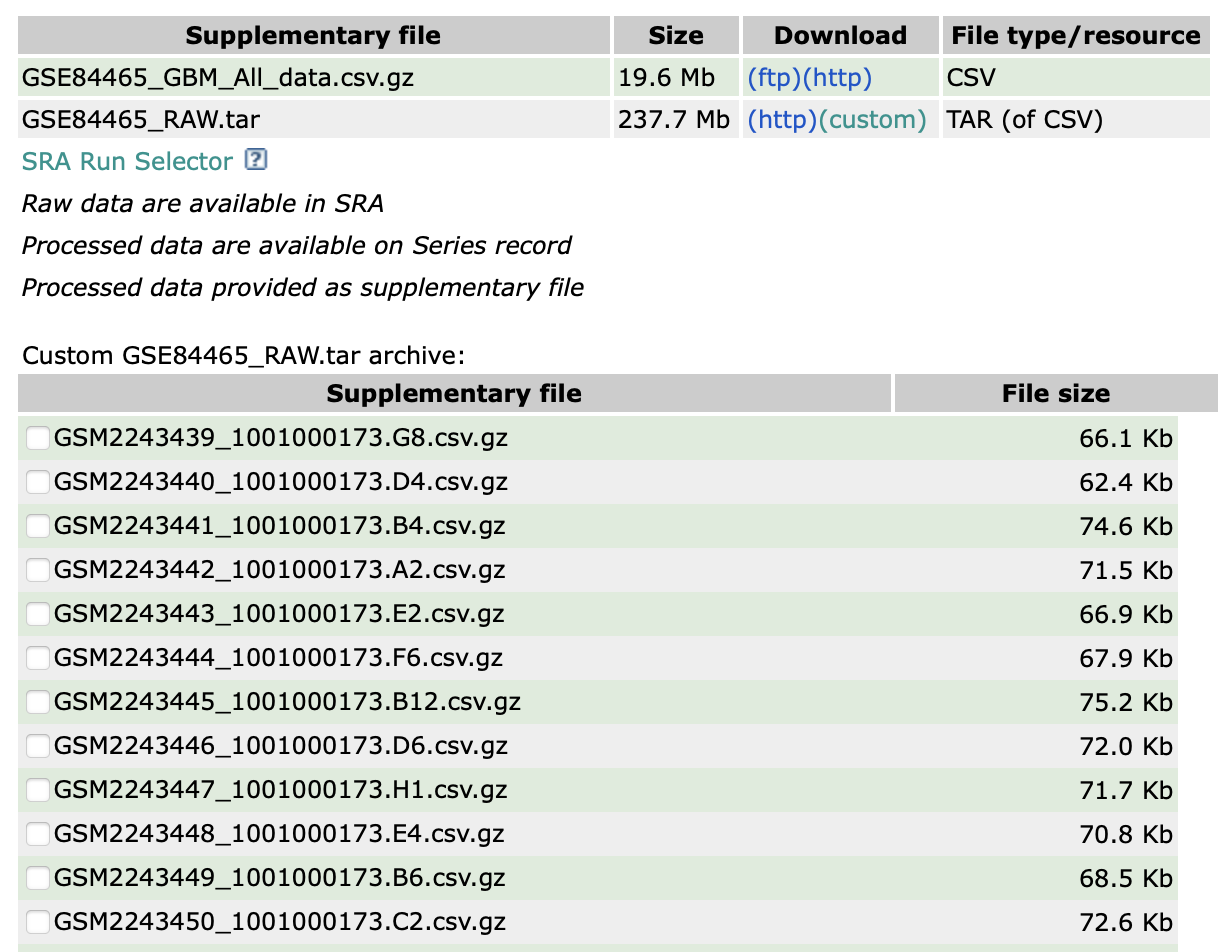 Supplementary file Size Download File type/resource
GSE84465_GBM_All_data.csv.gz 19.6 Mb (ftp)(http) CSV
GSE84465_RAW.tar 237.7 Mb (http)(custom) TAR (of CSV)
SRA Run Selector ?
Raw data are available in SRA
Processed data are available on Series record
Processed data provided as supplementary file
Custom GSE84465_RAW.tar archive:
Supplementary file File size
GSM2243439_1001000173.G8.csv.gz 66.1 Kb
GSM2243440_1001000173.D4.csv.gz 62.4 Kb
GSM2243441_1001000173.B4.csv.gz 74.6 Kb
GSM2243442_1001000173.A2.csv.gz 71.5 Kb
GSM2243443_1001000173.E2.csv.gz 66.9 Kb
GSM2243444_1001000173.F6.csv.gz 67.9 Kb
GSM2243445_1001000173.B12.csv.gz 75.2 Kb
GSM2243446_1001000173.D6.csv.gz 72.0 Kb
GSM2243447_1001000173.H1.csv.gz 71.7 Kb
GSM2243448_1001000173.E4.csv.gz 70.8 Kb
GSM2243449_1001000173.B6.csv.gz 68.5 Kb
GSM2243450_1001000173.C2.csv.gz 72.6 Kb